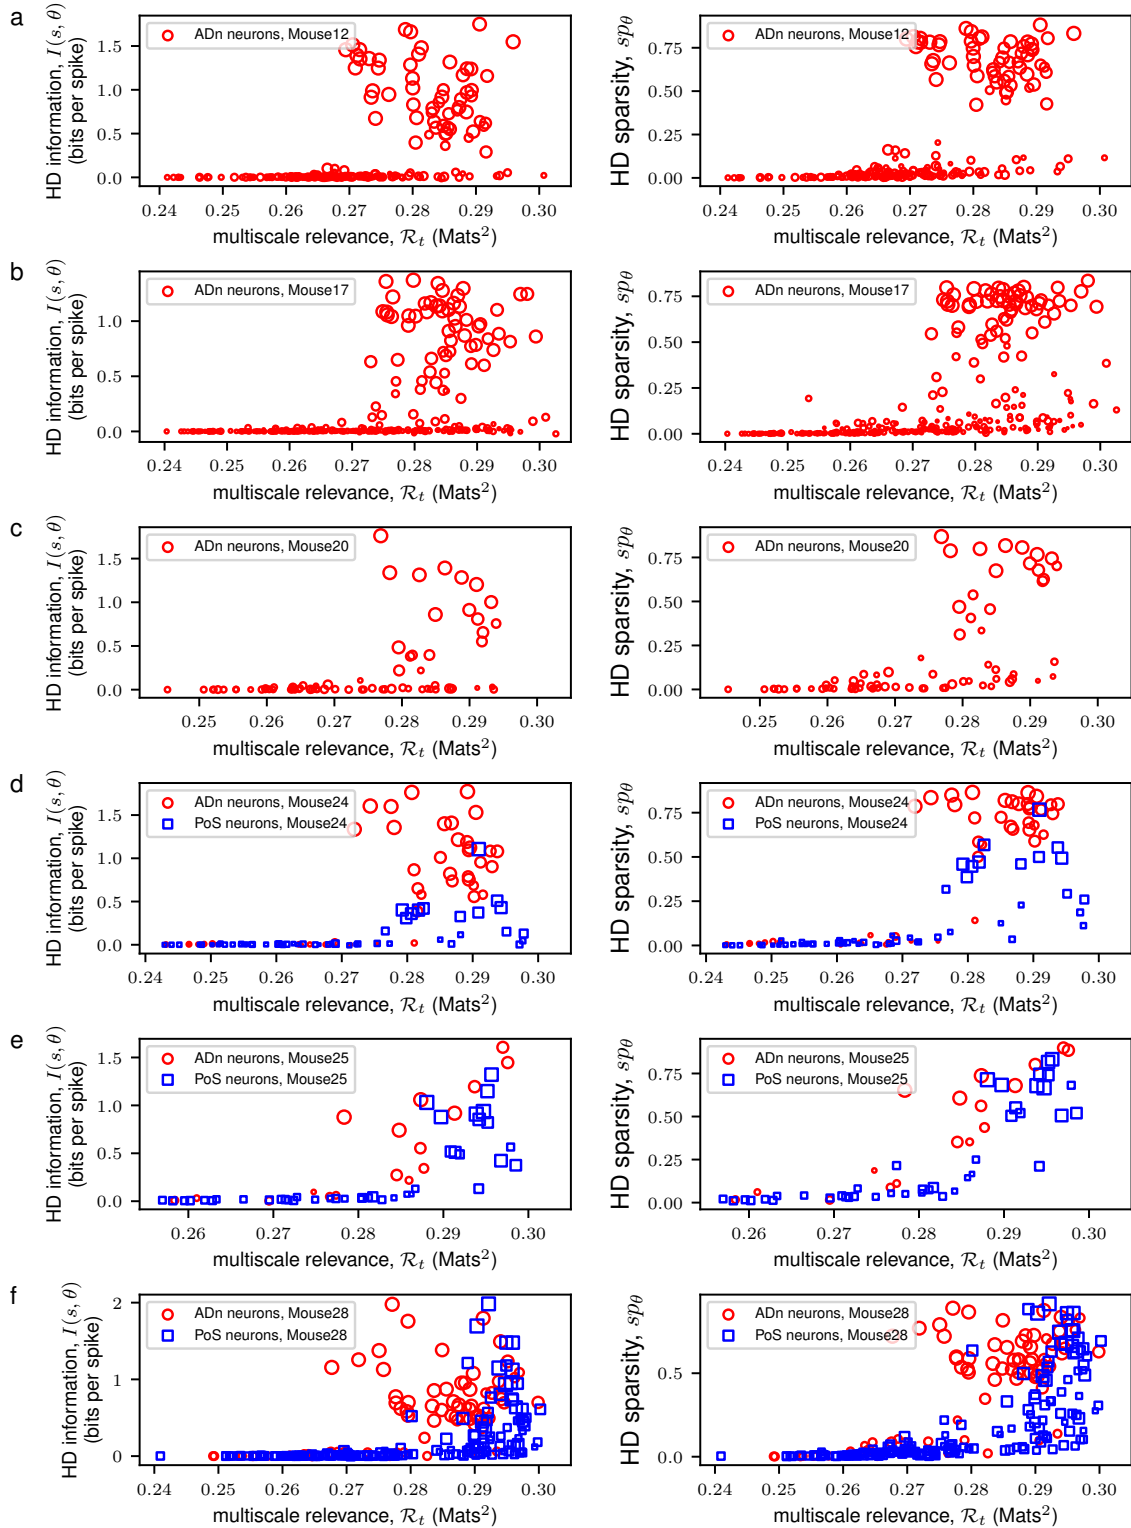 a
HD information, I(s, θ)
(bits per spike)
1.5
1.0
0.5
0.0
ADn neurons, Mouse12
0.24 0.25 0.26 0.27 0.28 0.29 0.30
multiscale relevance, R_t (Mats²)
HD sparsity, sp_θ
0.75
0.50
0.25
0.00
ADn neurons, Mouse12
0.24 0.25 0.26 0.27 0.28 0.29 0.30
multiscale relevance, R_t (Mats²)
b
HD information, I(s, θ)
(bits per spike)
1.0
0.5
0.0
ADn neurons, Mouse17
0.24 0.25 0.26 0.27 0.28 0.29 0.30
multiscale relevance, R_t (Mats²)
HD sparsity, sp_θ
0.75
0.50
0.25
0.00
ADn neurons, Mouse17
0.24 0.25 0.26 0.27 0.28 0.29 0.30
multiscale relevance, R_t (Mats²)
c
HD information, I(s, θ)
(bits per spike)
1.5
1.0
0.5
0.0
ADn neurons, Mouse20
0.25 0.26 0.27 0.28 0.29 0.30
multiscale relevance, R_t (Mats²)
HD sparsity, sp_θ
0.75
0.50
0.25
0.00
ADn neurons, Mouse20
0.25 0.26 0.27 0.28 0.29 0.30
multiscale relevance, R_t (Mats²)
d
HD information, I(s, θ)
(bits per spike)
1.5
1.0
0.5
0.0
ADn neurons, Mouse24
PoS neurons, Mouse24
0.24 0.25 0.26 0.27 0.28 0.29 0.30
multiscale relevance, R_t (Mats²)
HD sparsity, sp_θ
0.75
0.50
0.25
0.00
ADn neurons, Mouse24
PoS neurons, Mouse24
0.24 0.25 0.26 0.27 0.28 0.29 0.30
multiscale relevance, R_t (Mats²)
e
HD information, I(s, θ)
(bits per spike)
1.5
1.0
0.5
0.0
ADn neurons, Mouse25
PoS neurons, Mouse25
0.26 0.27 0.28 0.29 0.30
multiscale relevance, R_t (Mats²)
HD sparsity, sp_θ
0.75
0.50
0.25
0.00
ADn neurons, Mouse25
PoS neurons, Mouse25
0.26 0.27 0.28 0.29 0.30
multiscale relevance, R_t (Mats²)
f
HD information, I(s, θ)
(bits per spike)
2
1
0
ADn neurons, Mouse28
PoS neurons, Mouse28
0.24 0.25 0.26 0.27 0.28 0.29 0.30
multiscale relevance, R_t (Mats²)
HD sparsity, sp_θ
0.5
0.0
ADn neurons, Mouse28
PoS neurons, Mouse28
0.24 0.25 0.26 0.27 0.28 0.29 0.30
multiscale relevance, R_t (Mats²)